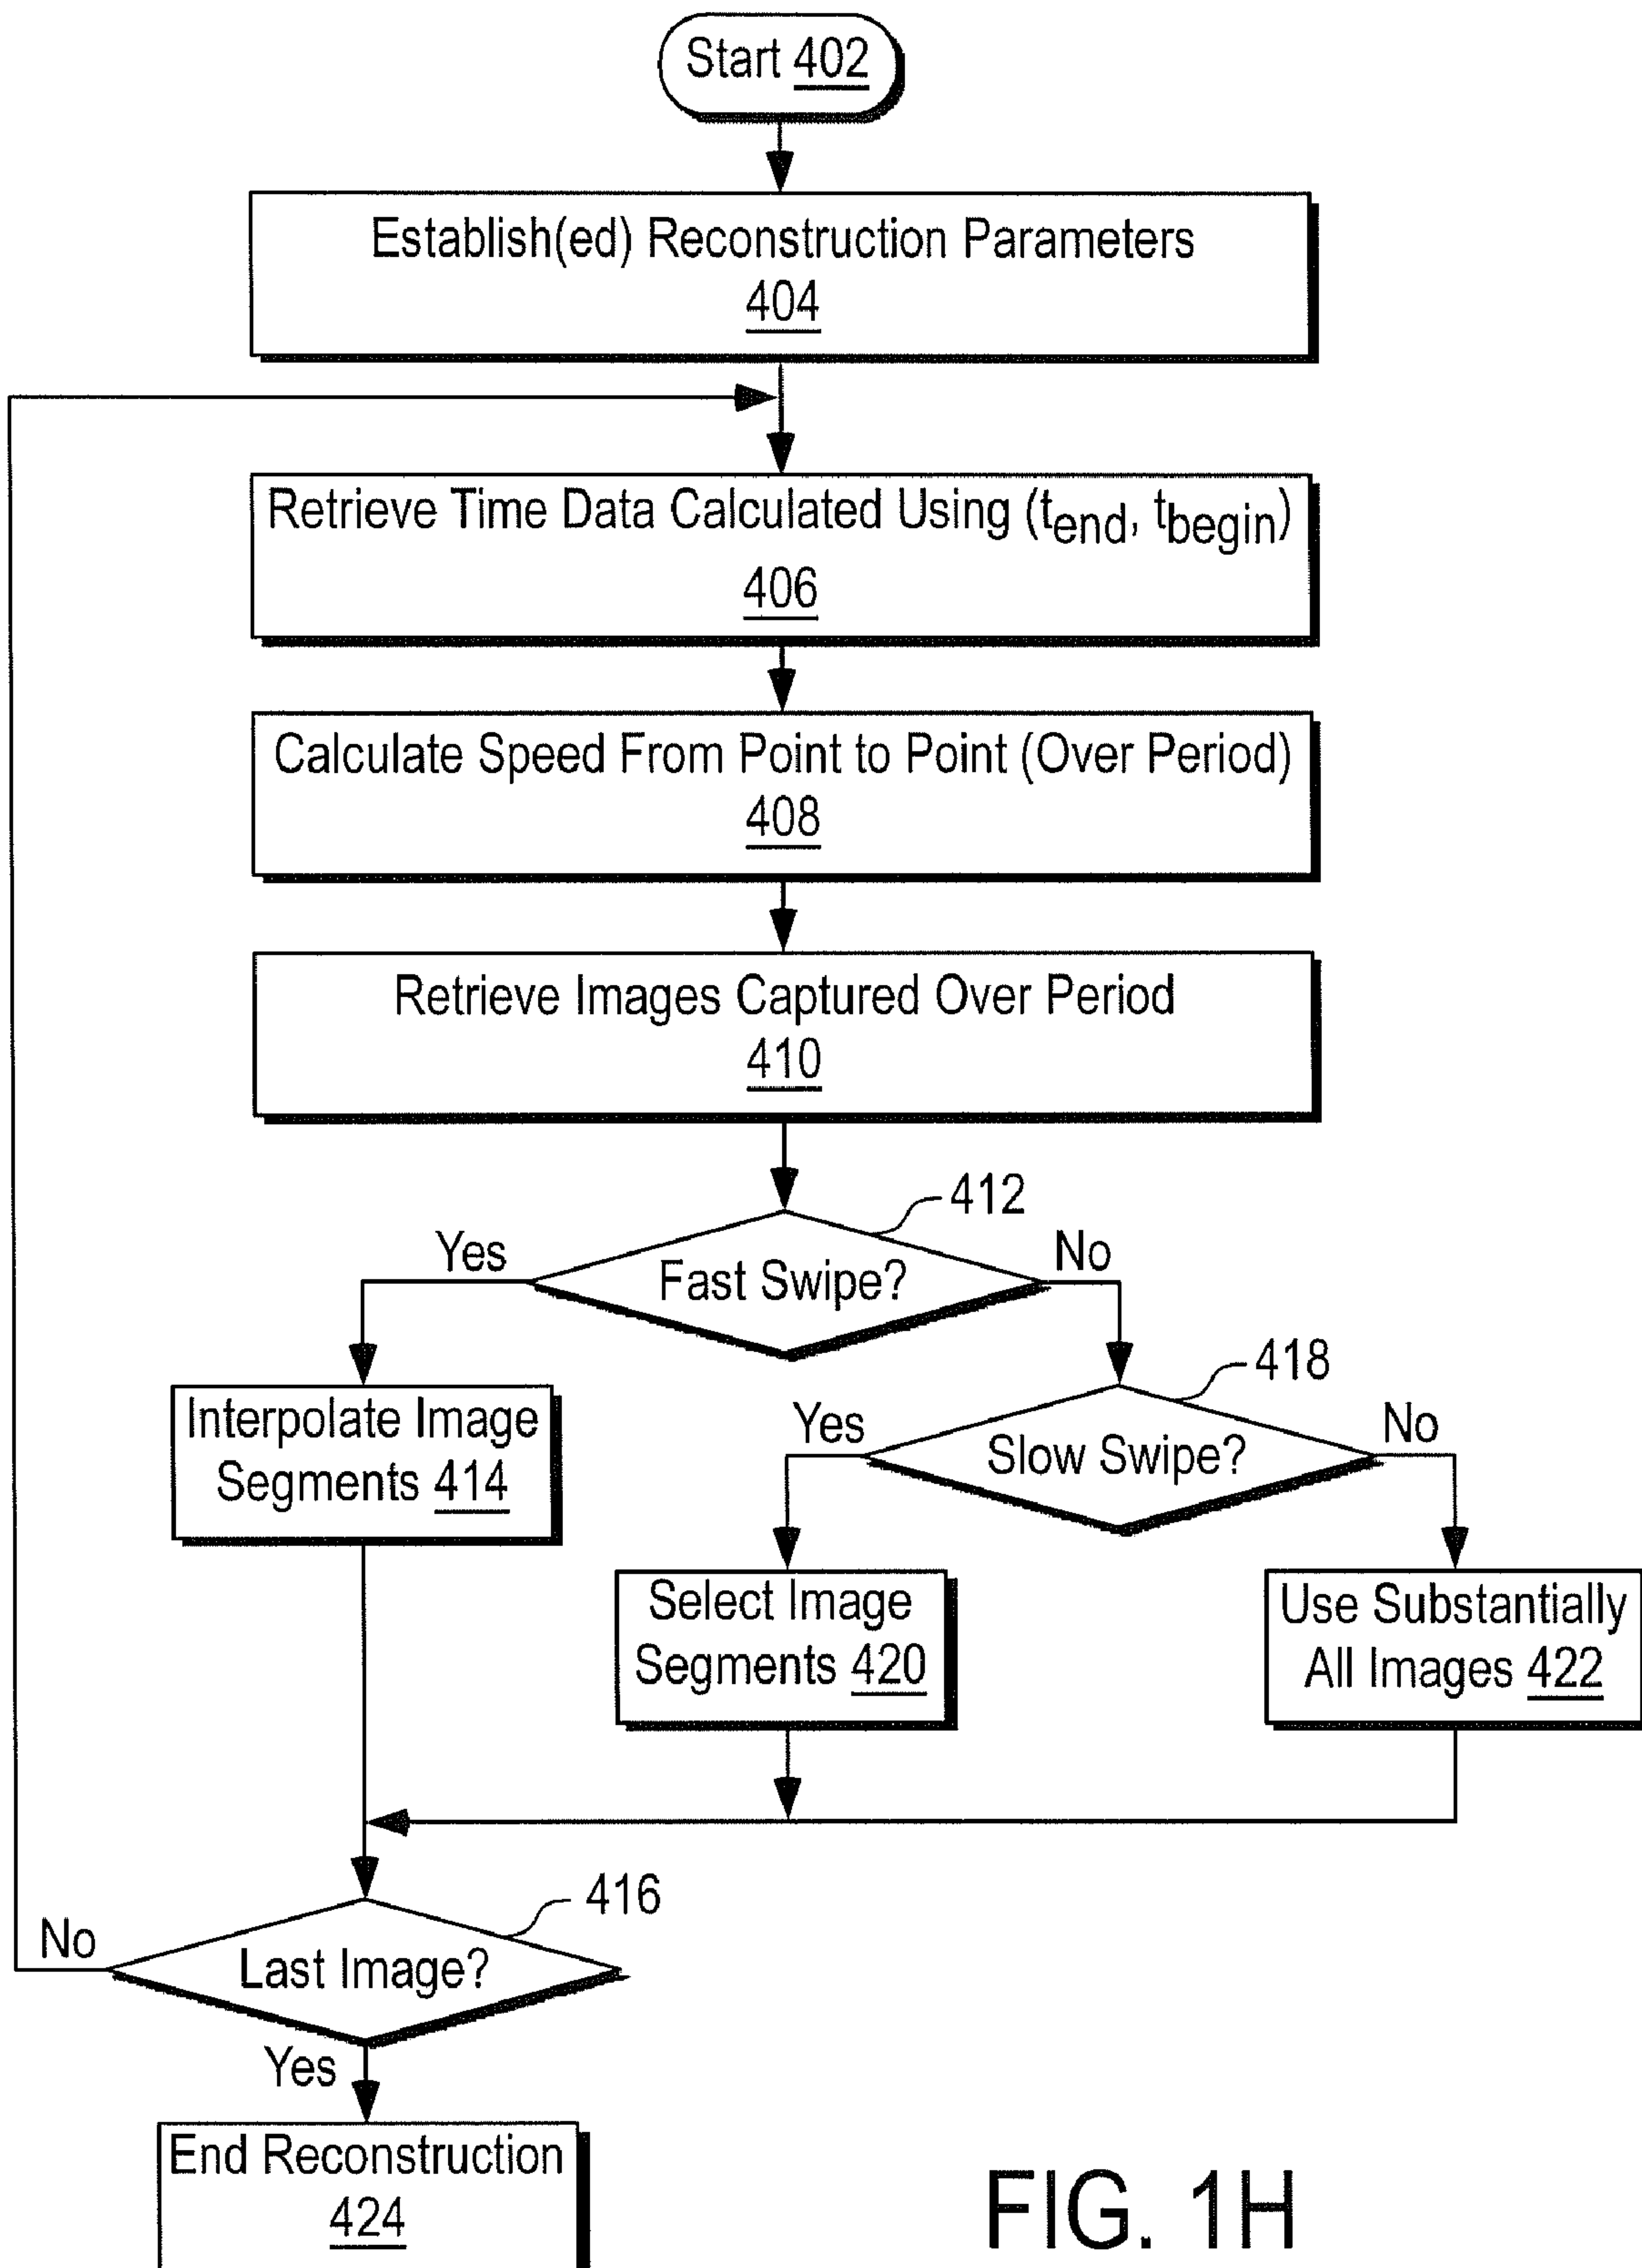 Start 402
Establish(ed) Reconstruction Parameters
404
Retrieve Time Data Calculated Using (tend, tbegin)
406
Calculate Speed From Point to Point (Over Period)
408
Retrieve Images Captured Over Period
410
412
Yes
No
Fast Swipe?
418
Interpolate Image
Segments 414
Yes
No
Slow Swipe?
Select Image
Segments 420
Use Substantially
All Images 422
416
No
Last Image?
Yes
End Reconstruction
424
FIG. 1H